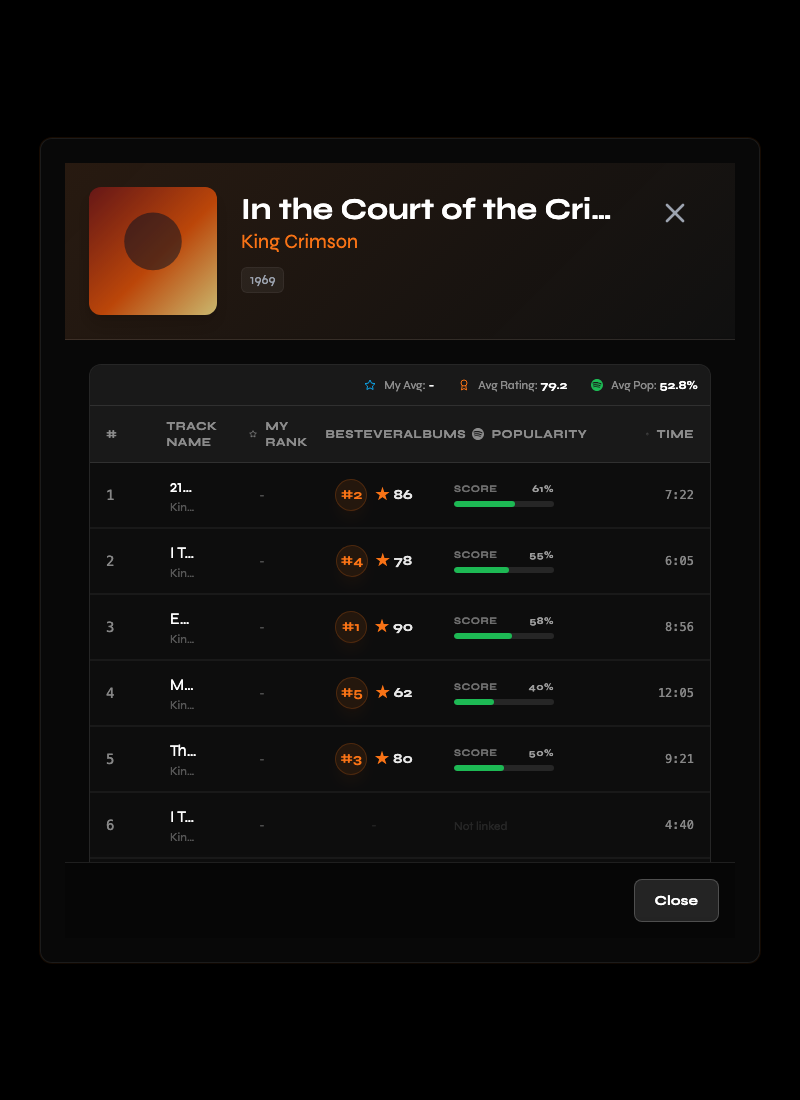 In the Court of the Cri...
King Crimson
1969
My Avg: - Avg Rating: 79.2 Avg Pop: 52.8%
# TRACK NAME MY RANK BESTEVERALBUMS POPULARITY TIME
1 21... - #2 ★ 86 SCORE 61% 7:22
Kin...
2 I T... - #4 ★ 78 SCORE 55% 6:05
Kin...
3 E... - #1 ★ 90 SCORE 58% 8:56
Kin...
4 M... - #5 ★ 62 SCORE 40% 12:05
Kin...
5 Th... - #3 ★ 80 SCORE 50% 9:21
Kin...
6 I T... - - Not linked 4:40
Kin...
Close